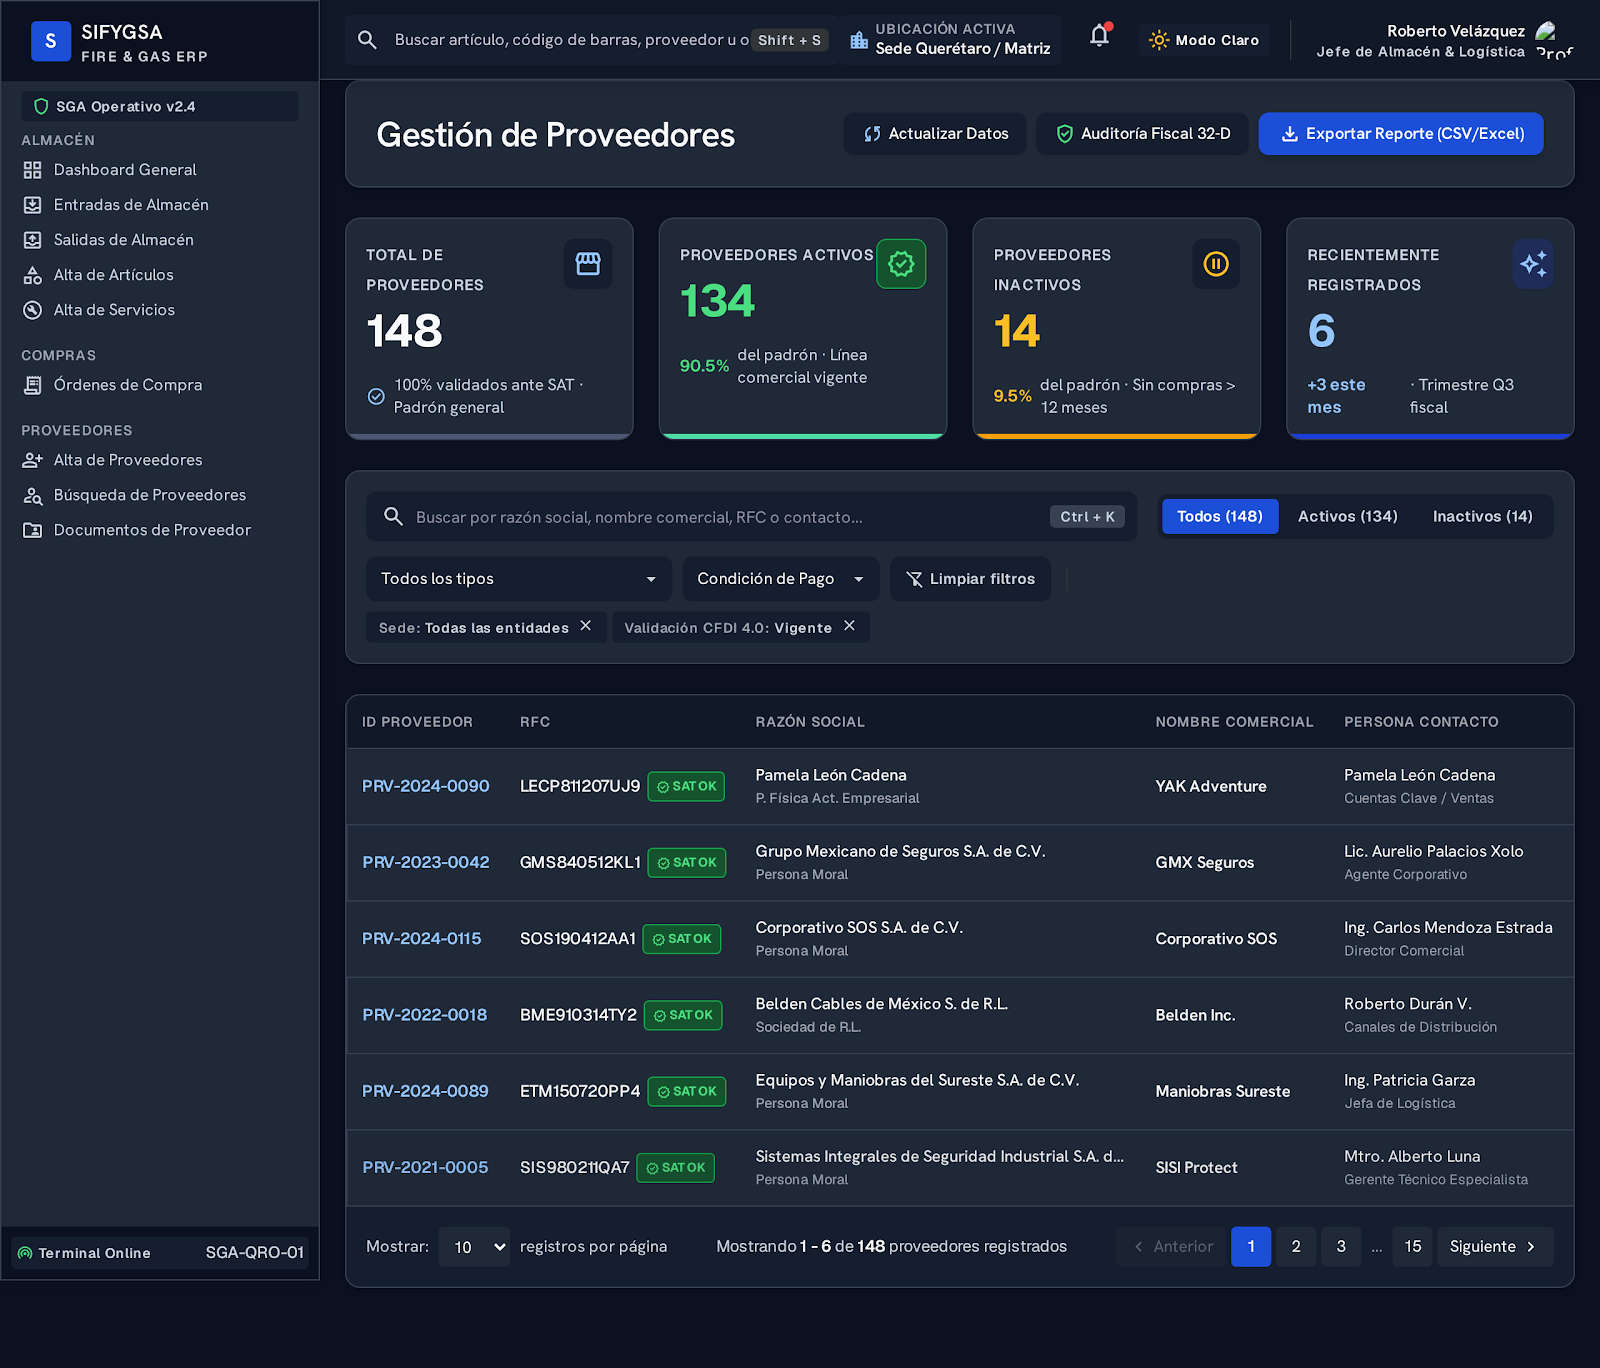 S
SIFYGSA
FIRE & GAS ERP
SGA Operativo v2.4
ALMACÉN
Dashboard General
Entradas de Almacén
Salidas de Almacén
Alta de Artículos
Alta de Servicios
COMPRAS
Órdenes de Compra
PROVEEDORES
Alta de Proveedores
Búsqueda de Proveedores
Documentos de Proveedor
Terminal Online
SGA-QRO-01
Buscar artículo, código de barras, proveedor u o
Shift + S
UBICACIÓN ACTIVA
Sede Querétaro / Matriz
Modo Claro
Roberto Velázquez
Jefe de Almacén & Logística
Prof
Gestión de Proveedores
Actualizar Datos
Auditoría Fiscal 32-D
Exportar Reporte (CSV/Excel)
TOTAL DE
PROVEEDORES
148
100% validados ante SAT ·
Padrón general
PROVEEDORES ACTIVOS
134
90.5%
del padrón · Línea
comercial vigente
PROVEEDORES
INACTIVOS
14
9.5%
del padrón · Sin compras >
12 meses
RECIENTEMENTE
REGISTRADOS
6
+3 este
mes
· Trimestre Q3
fiscal
Buscar por razón social, nombre comercial, RFC o contacto...
Ctrl + K
Todos (148)
Activos (134)
Inactivos (14)
Todos los tipos
Condición de Pago
Limpiar filtros
Sede: Todas las entidades
Validación CFDI 4.0: Vigente
ID PROVEEDOR RFC RAZÓN SOCIAL NOMBRE COMERCIAL PERSONA CONTACTO
PRV-2024-0090 LECP811207UJ9 SAT OK Pamela León Cadena YAK Adventure Pamela León Cadena
P. Física Act. Empresarial Cuentas Clave / Ventas
PRV-2023-0042 GMS840512KL1 SAT OK Grupo Mexicano de Seguros S.A. de C.V. GMX Seguros Lic. Aurelio Palacios Xolo
Persona Moral Agente Corporativo
PRV-2024-0115 SOS190412AA1 SAT OK Corporativo SOS S.A. de C.V. Corporativo SOS Ing. Carlos Mendoza Estrada
Persona Moral Director Comercial
PRV-2022-0018 BME910314TY2 SAT OK Belden Cables de México S. de R.L. Belden Inc. Roberto Durán V.
Sociedad de R.L. Canales de Distribución
PRV-2024-0089 ETM150720PP4 SAT OK Equipos y Maniobras del Sureste S.A. de C.V. Maniobras Sureste Ing. Patricia Garza
Persona Moral Jefa de Logística
PRV-2021-0005 SIS980211QA7 SAT OK Sistemas Integrales de Seguridad Industrial S.A. d... SISI Protect Mtro. Alberto Luna
Persona Moral Gerente Técnico Especialista
Mostrar: 10 registros por página
Mostrando 1 - 6 de 148 proveedores registrados
Anterior 1 2 3 ... 15 Siguiente